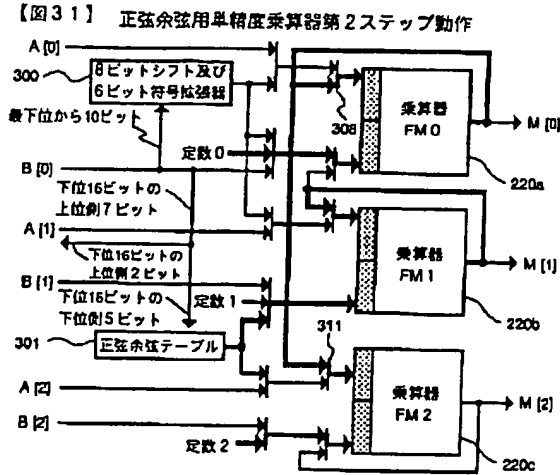 【図31】 正弦余弦用単精度乗算器第2ステップ動作
A [0]
300
8ビットシフト及び
6ビット符号拡張器
最下位から10ビット
308
乗算器
FM0
M [0]
定数0
B [0]
220a
下位16ビットの
上位側7ビット
A [1]
下位16ビットの
上位側2ビット
乗算器
FM1
M [1]
B [1]
下位16ビットの
下位側5ビット
定数1
220b
301
正弦余弦テーブル
311
A [2]
乗算器
FM2
M [2]
B [2]
定数2
220c